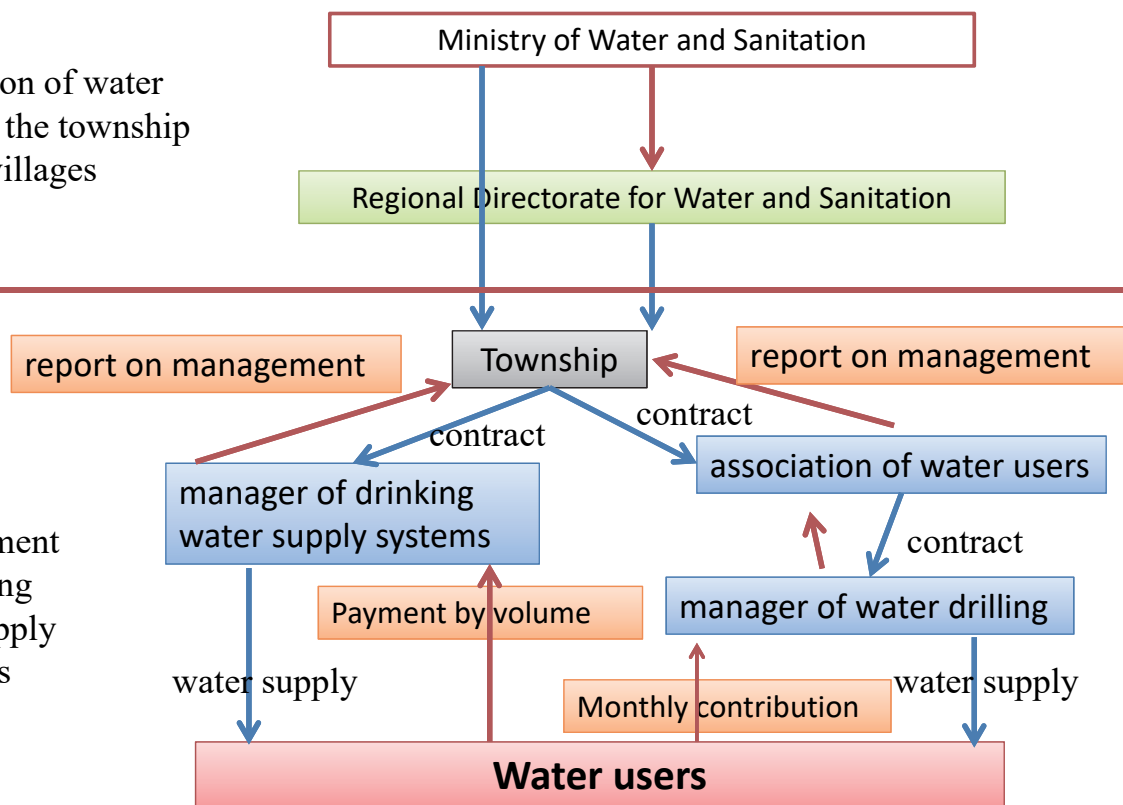 Ministry of Water and Sanitation
on of water
the township
villages
Regional Directorate for Water and Sanitation
report on management
Township
report on management
contract
contract
manager of drinking
water supply systems
association of water users
contract
ment
ng
pply
s
Payment by volume
manager of water drilling
water supply
Monthly contribution
water supply
Water users